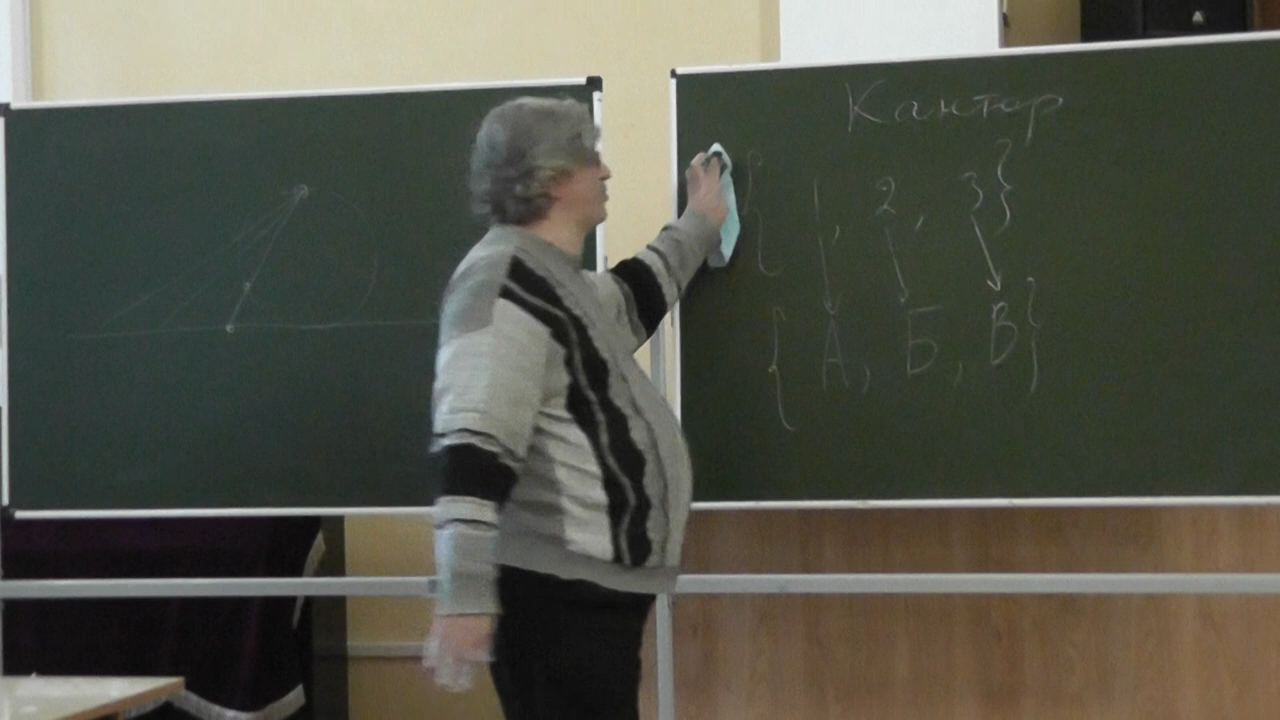 Кантор
{ 1, 2, 3 }
{ А, Б, В }